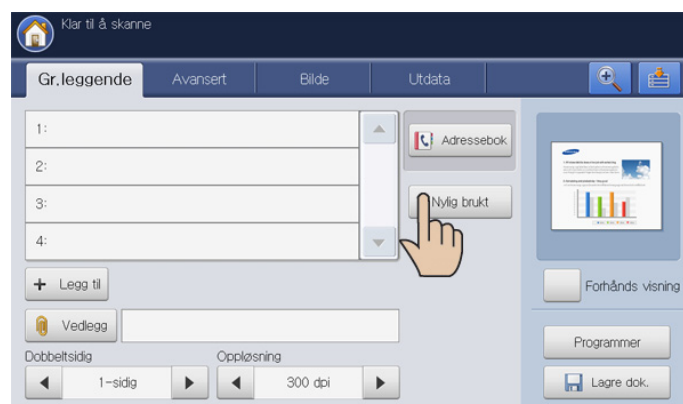 Klar til å skanne
Gr.leggende
Avansert
Bilde
Utdata
1:
Adressebok
2:
3:
Nylig brukt
4:
+ Legg til
Forhånds visning
Vedlegg
Programmer
Dobbeltsidig
Oppløsning
1-sidig
300 dpi
Lagre dok.